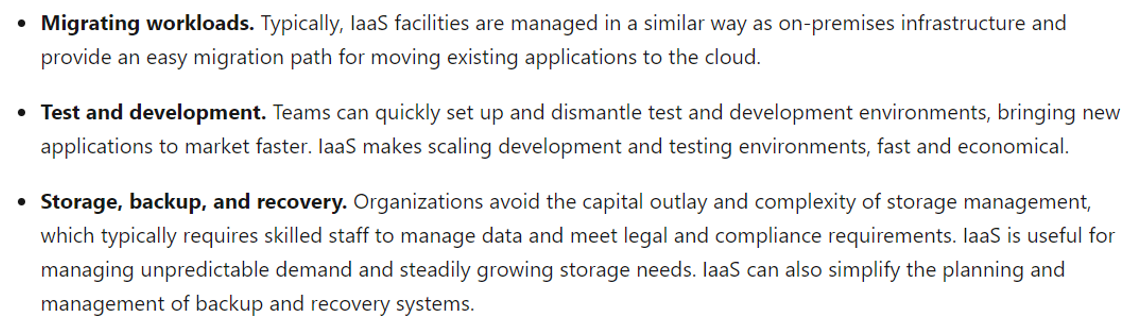 • Migrating workloads. Typically, IaaS facilities are managed in a similar way as on-premises infrastructure and
provide an easy migration path for moving existing applications to the cloud.
• Test and development. Teams can quickly set up and dismantle test and development environments, bringing new
applications to market faster. IaaS makes scaling development and testing environments, fast and economical.
• Storage, backup, and recovery. Organizations avoid the capital outlay and complexity of storage management,
which typically requires skilled staff to manage data and meet legal and compliance requirements. IaaS is useful for
managing unpredictable demand and steadily growing storage needs. IaaS can also simplify the planning and
management of backup and recovery systems.